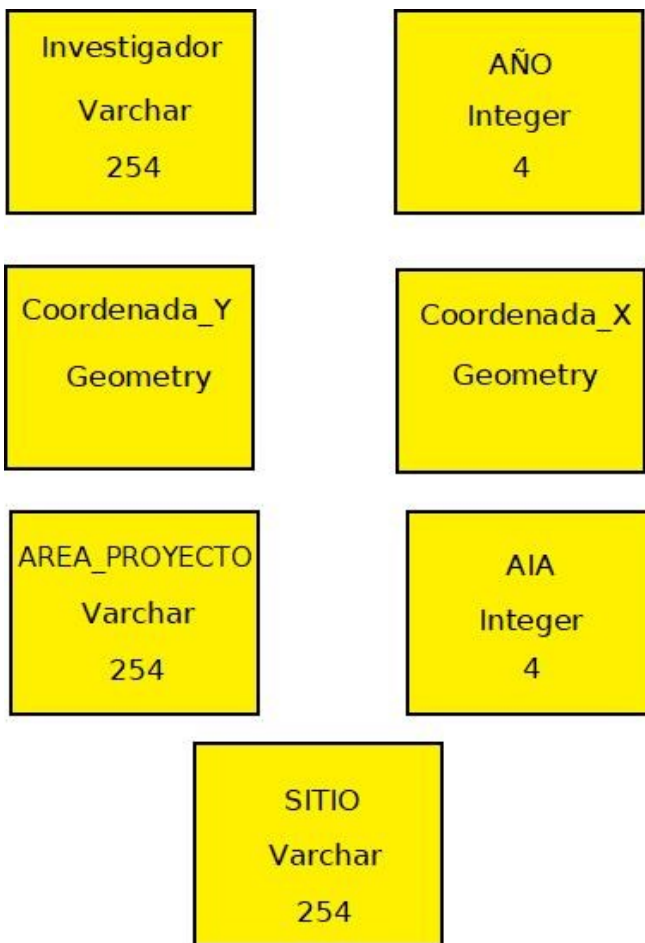 Investigador
Varchar
254
AÑO
Integer
4
Coordenada_Y
Geometry
Coordenada_X
Geometry
AREA_PROYECTO
Varchar
254
AIA
Integer
4
SITIO
Varchar
254